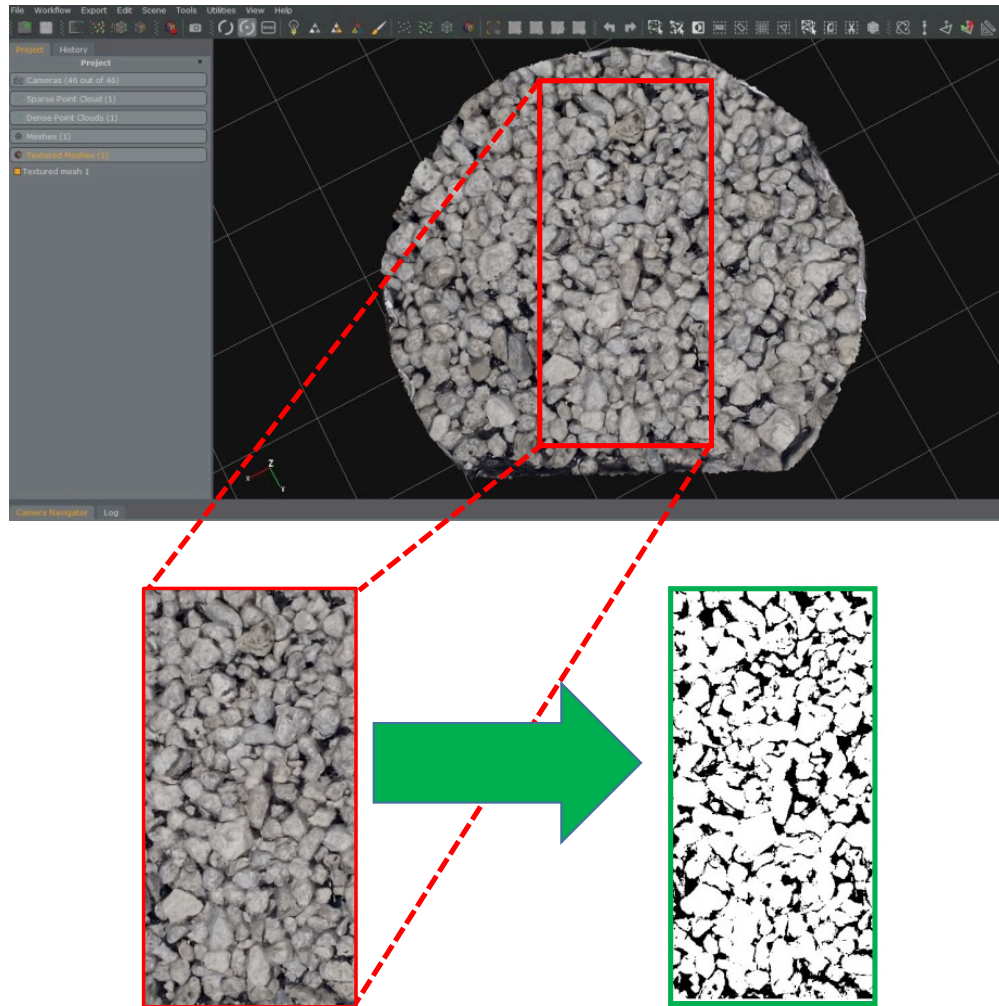 File Workflow Export Edit Scene Tools Utilities View Help
Project History
Project
Cameras (46 out of 46)
Sparse Point Cloud (1)
Dense Point Clouds (1)
Meshes (1)
Textured Meshes (1)
Textured mesh 1
Z
X
Y
Camera Navigator Log